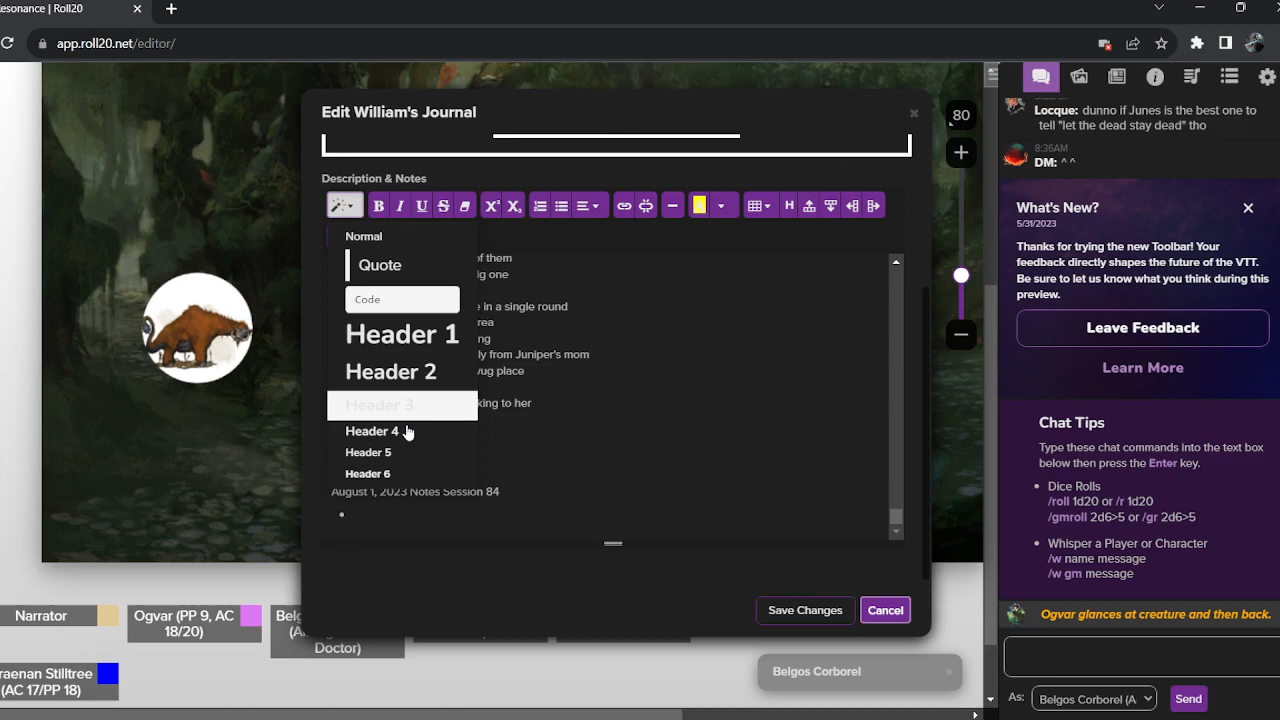 esonance | Roll20
app.roll20.net/editor/
Edit William's Journal
80
Description & Notes
B I U S
X² X₂
H
Normal
Quote
Code
Header 1
Header 2
Header 3
Header 4
Header 5
Header 6
of them
ig one
e in a single round
rea
ng
ly from Juniper's mom
vug place
king to her
August 1, 2023 Notes Session 84
Save Changes
Cancel
Narrator
Ogvar (PP 9, AC
18/20)
Belg
(A
Doctor)
raenan Stilltree
(AC 17/PP 18)
Belgos Corborel
Locque: dunno if Junes is the best one to
tell "let the dead stay dead" tho
8:36AM
DM: ^ ^
What's New?
5/31/2023
Thanks for trying the new Toolbar! Your
feedback directly shapes the future of the VTT.
Be sure to let us know what you think during this
preview.
Leave Feedback
Learn More
Chat Tips
Type these chat commands into the text box
below then press the Enter key.
• Dice Rolls
/roll 1d20 or /r 1d20
/gmroll 2d6>5 or /gr 2d6>5
• Whisper a Player or Character
/w name message
/w gm message
Ogvar glances at creature and then back.
As:
Belgos Corborel (A
Send